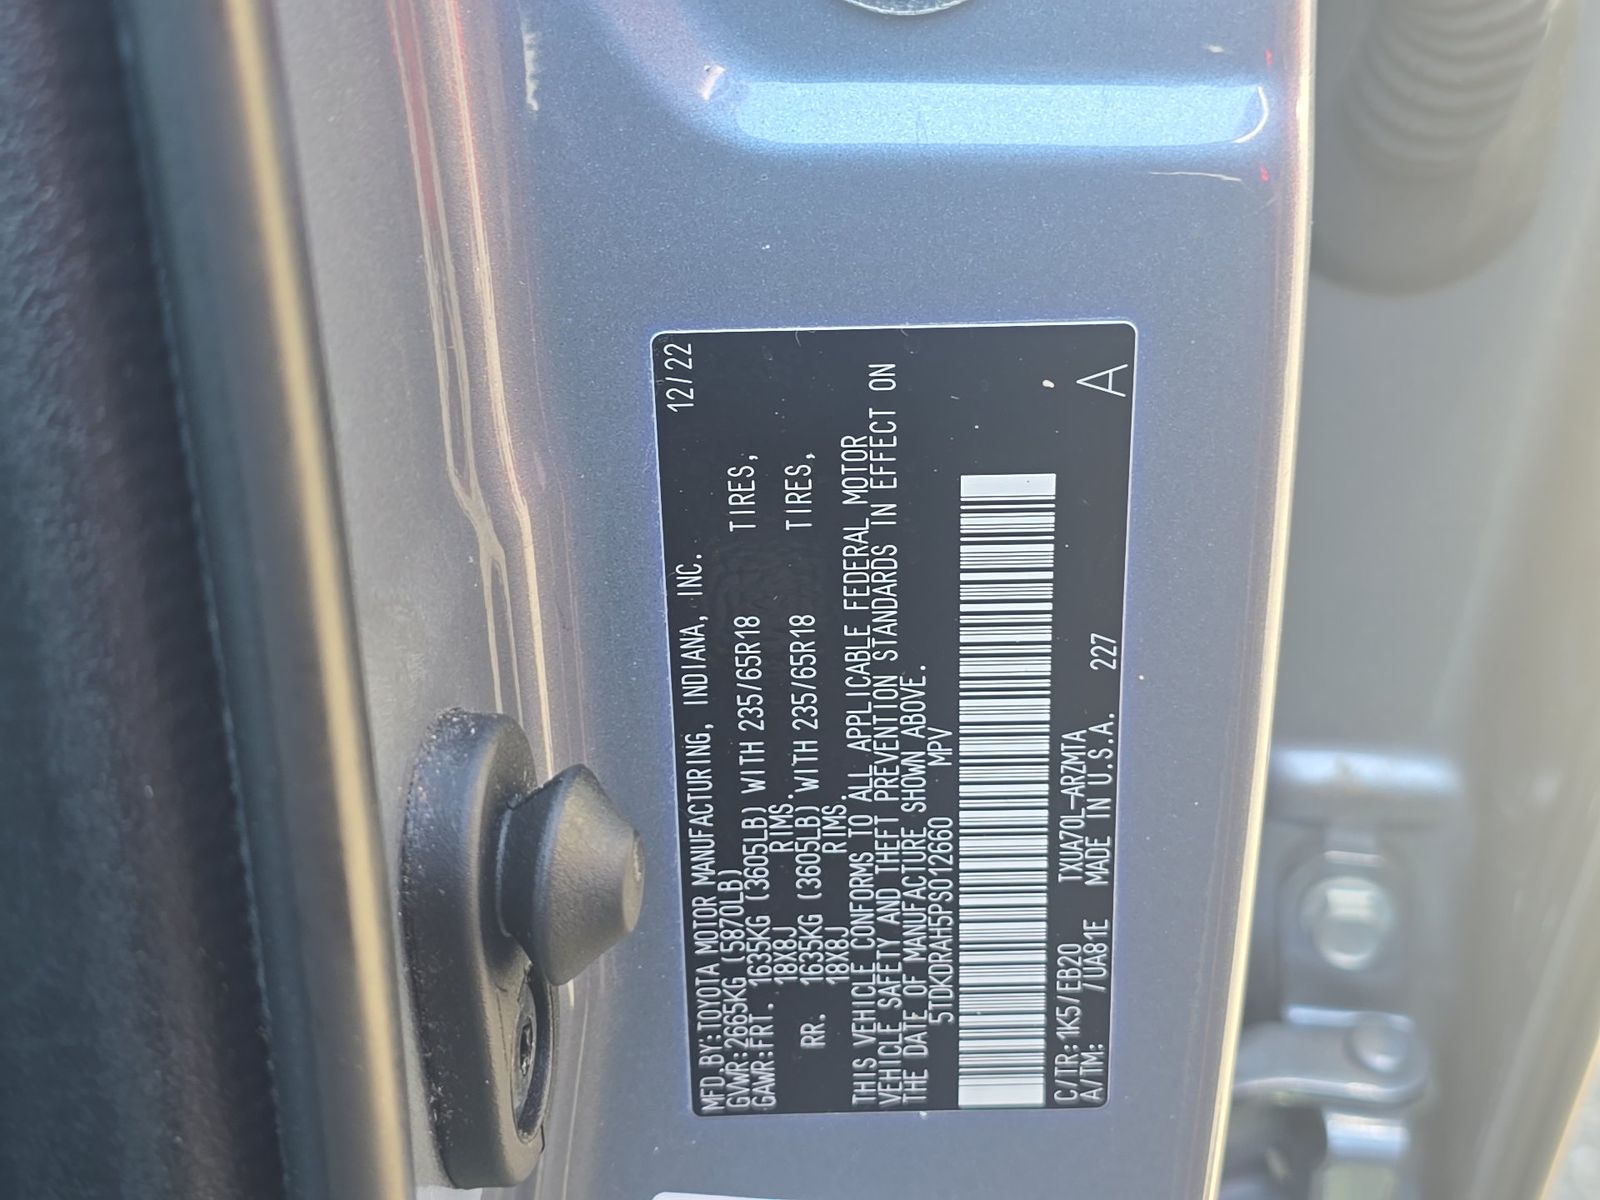 MFD.BY:TOYOTA MOTOR MANUFACTURING, INDIANA, INC. 12/22
GVWR:2665KG (5870LB)
GAWR:FRT. 1635KG (3605LB) WITH 235/65R18 TIRES,
18X8J RIMS.
RR. 1635KG (3605LB) WITH 235/65R18 TIRES,
18X8J RIMS.
THIS VEHICLE CONFORMS TO ALL APPLICABLE FEDERAL MOTOR
VEHICLE SAFETY AND THEFT PREVENTION STANDARDS IN EFFECT ON
THE DATE OF MANUFACTURE SHOWN ABOVE.
5TDKDRAH5PS012660 MPV
C/TR:1K5/EB20 TXUA70L-ARZMTA
A/TM: /UA81E MADE IN U.S.A. 227 A